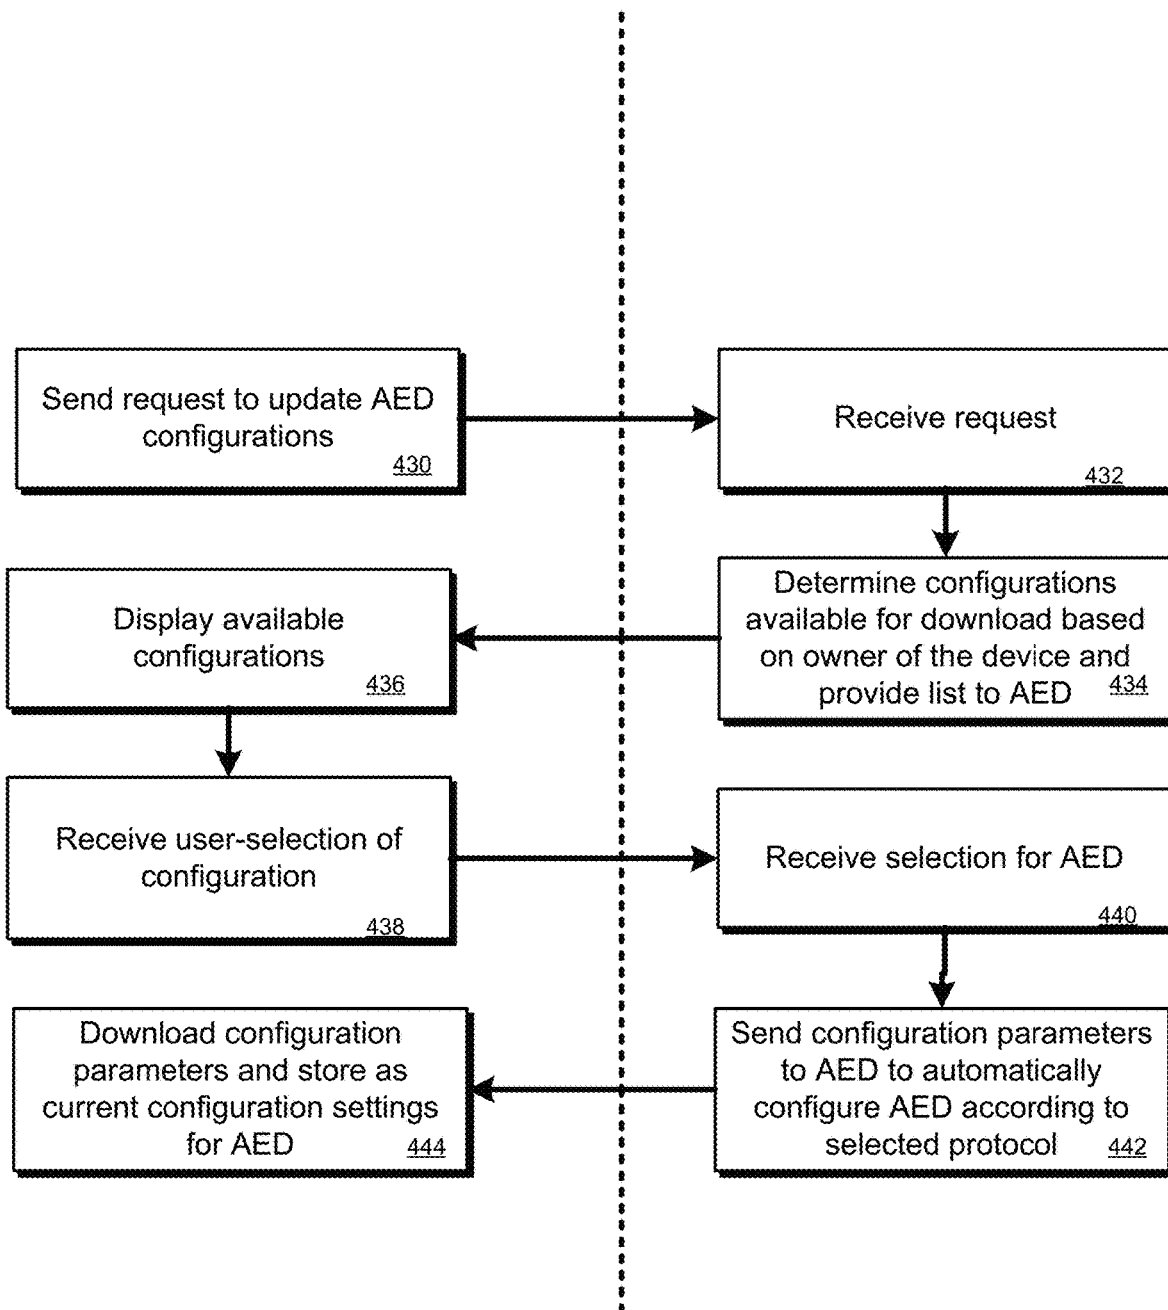 Send request to update AED
configurations
430
Receive request
432
Determine configurations
available for download based
on owner of the device and
provide list to AED
434
Display available
configurations
436
Receive user-selection of
configuration
438
Receive selection for AED
440
Send configuration parameters
to AED to automatically
configure AED according to
selected protocol
442
Download configuration
parameters and store as
current configuration settings
for AED
444